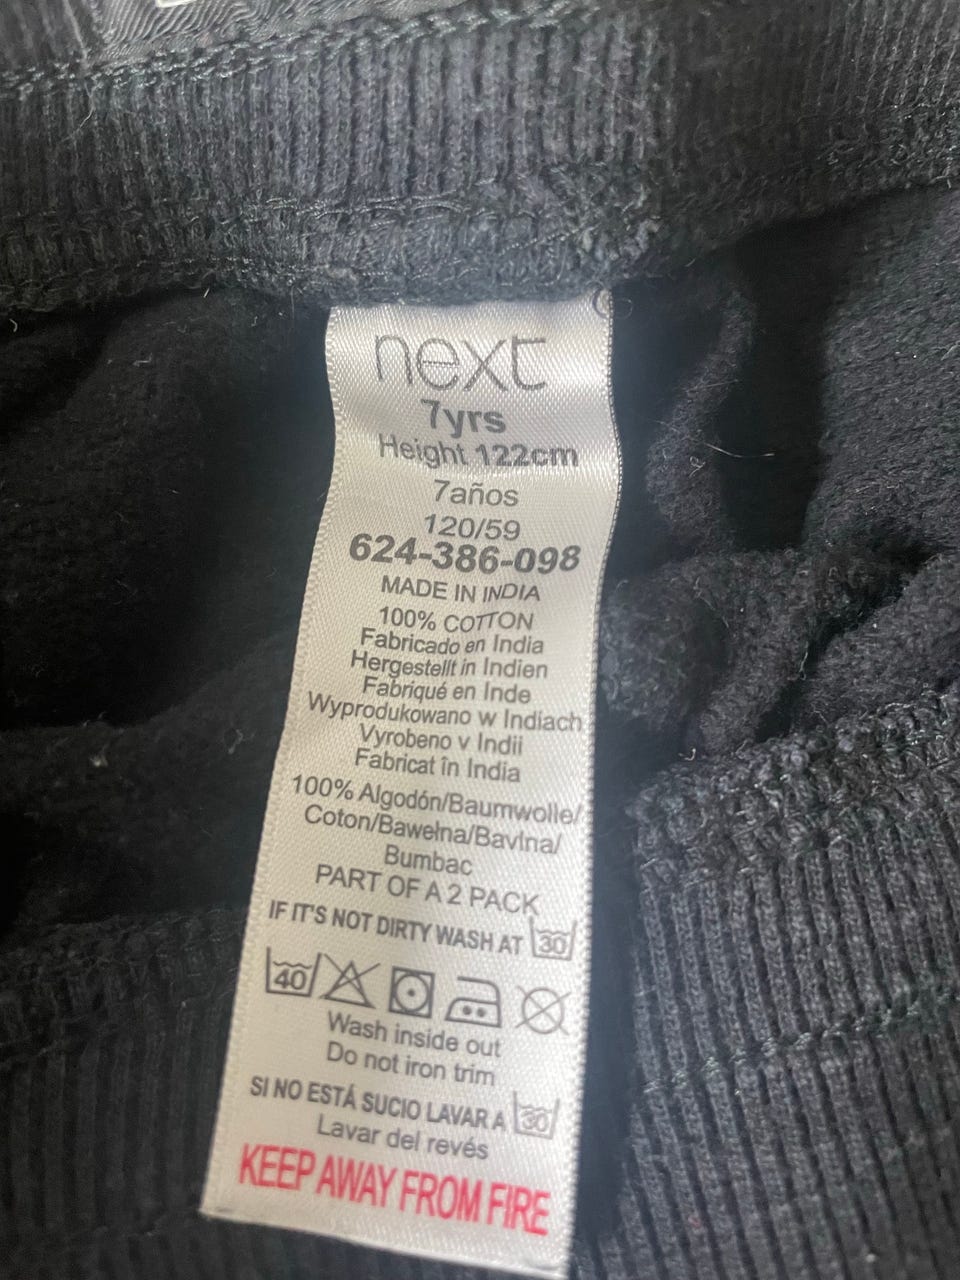 next
7yrs
Height 122cm
7años
120/59
624-386-098
MADE IN INDIA
100% COTTON
Fabricado en India
Hergestellt in Indien
Fabriqué en Inde
Wyprodukowano w Indiach
Vyrobeno v Indii
Fabricat în India
100% Algodón/Baumwolle/
Coton/Bawełna/Bavlna/
Bumbac
PART OF A 2 PACK
IF IT'S NOT DIRTY WASH AT 30
40
Wash inside out
Do not iron trim
SI NO ESTÁ SUCIO LAVAR A 30
Lavar del revés
KEEP AWAY FROM FIRE